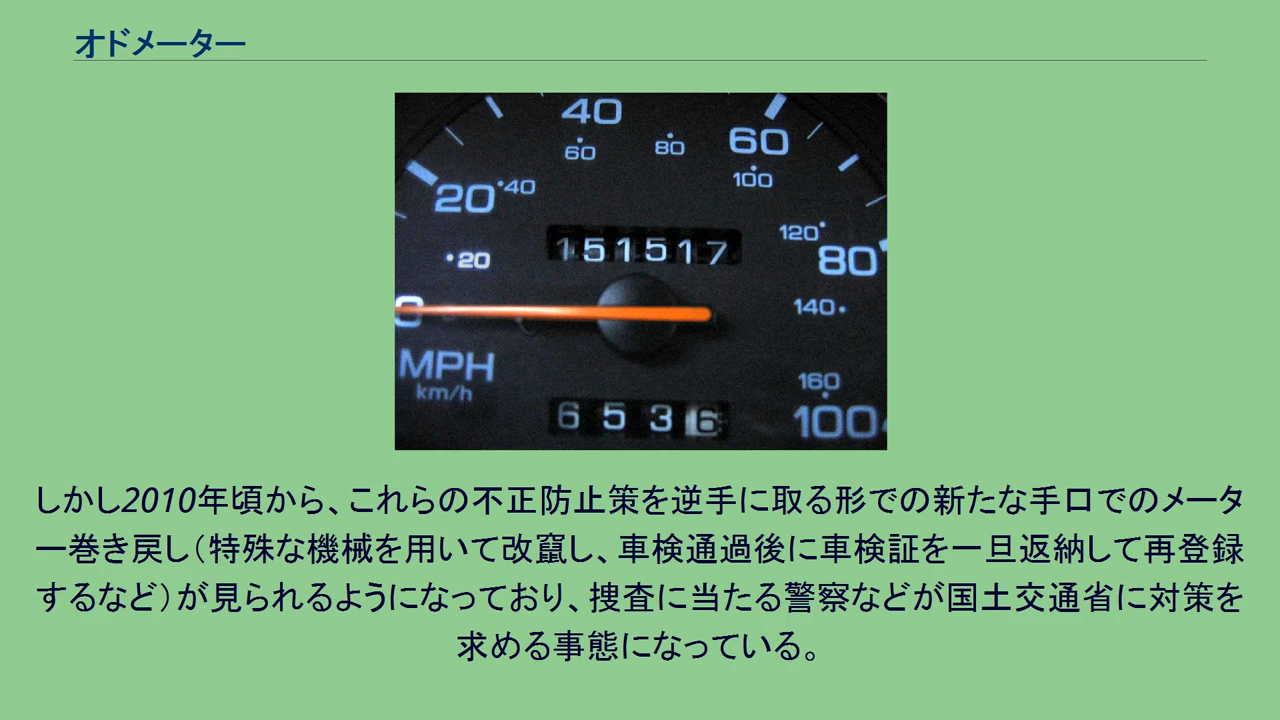 オドメーター
40
60
60
80
100
20
40
120
80
151517
20
0
140
MPH
km/h
160
6536
100
しかし2010年頃から、これらの不正防止策を逆手に取る形での新たな手口でのメータ
ー巻き戻し（特殊な機械を用いて改竄し、車検通過後に車検証を一旦返納して再登録
するなど）が見られるようになっており、捜査に当たる警察などが国土交通省に対策を
求める事態になっている。